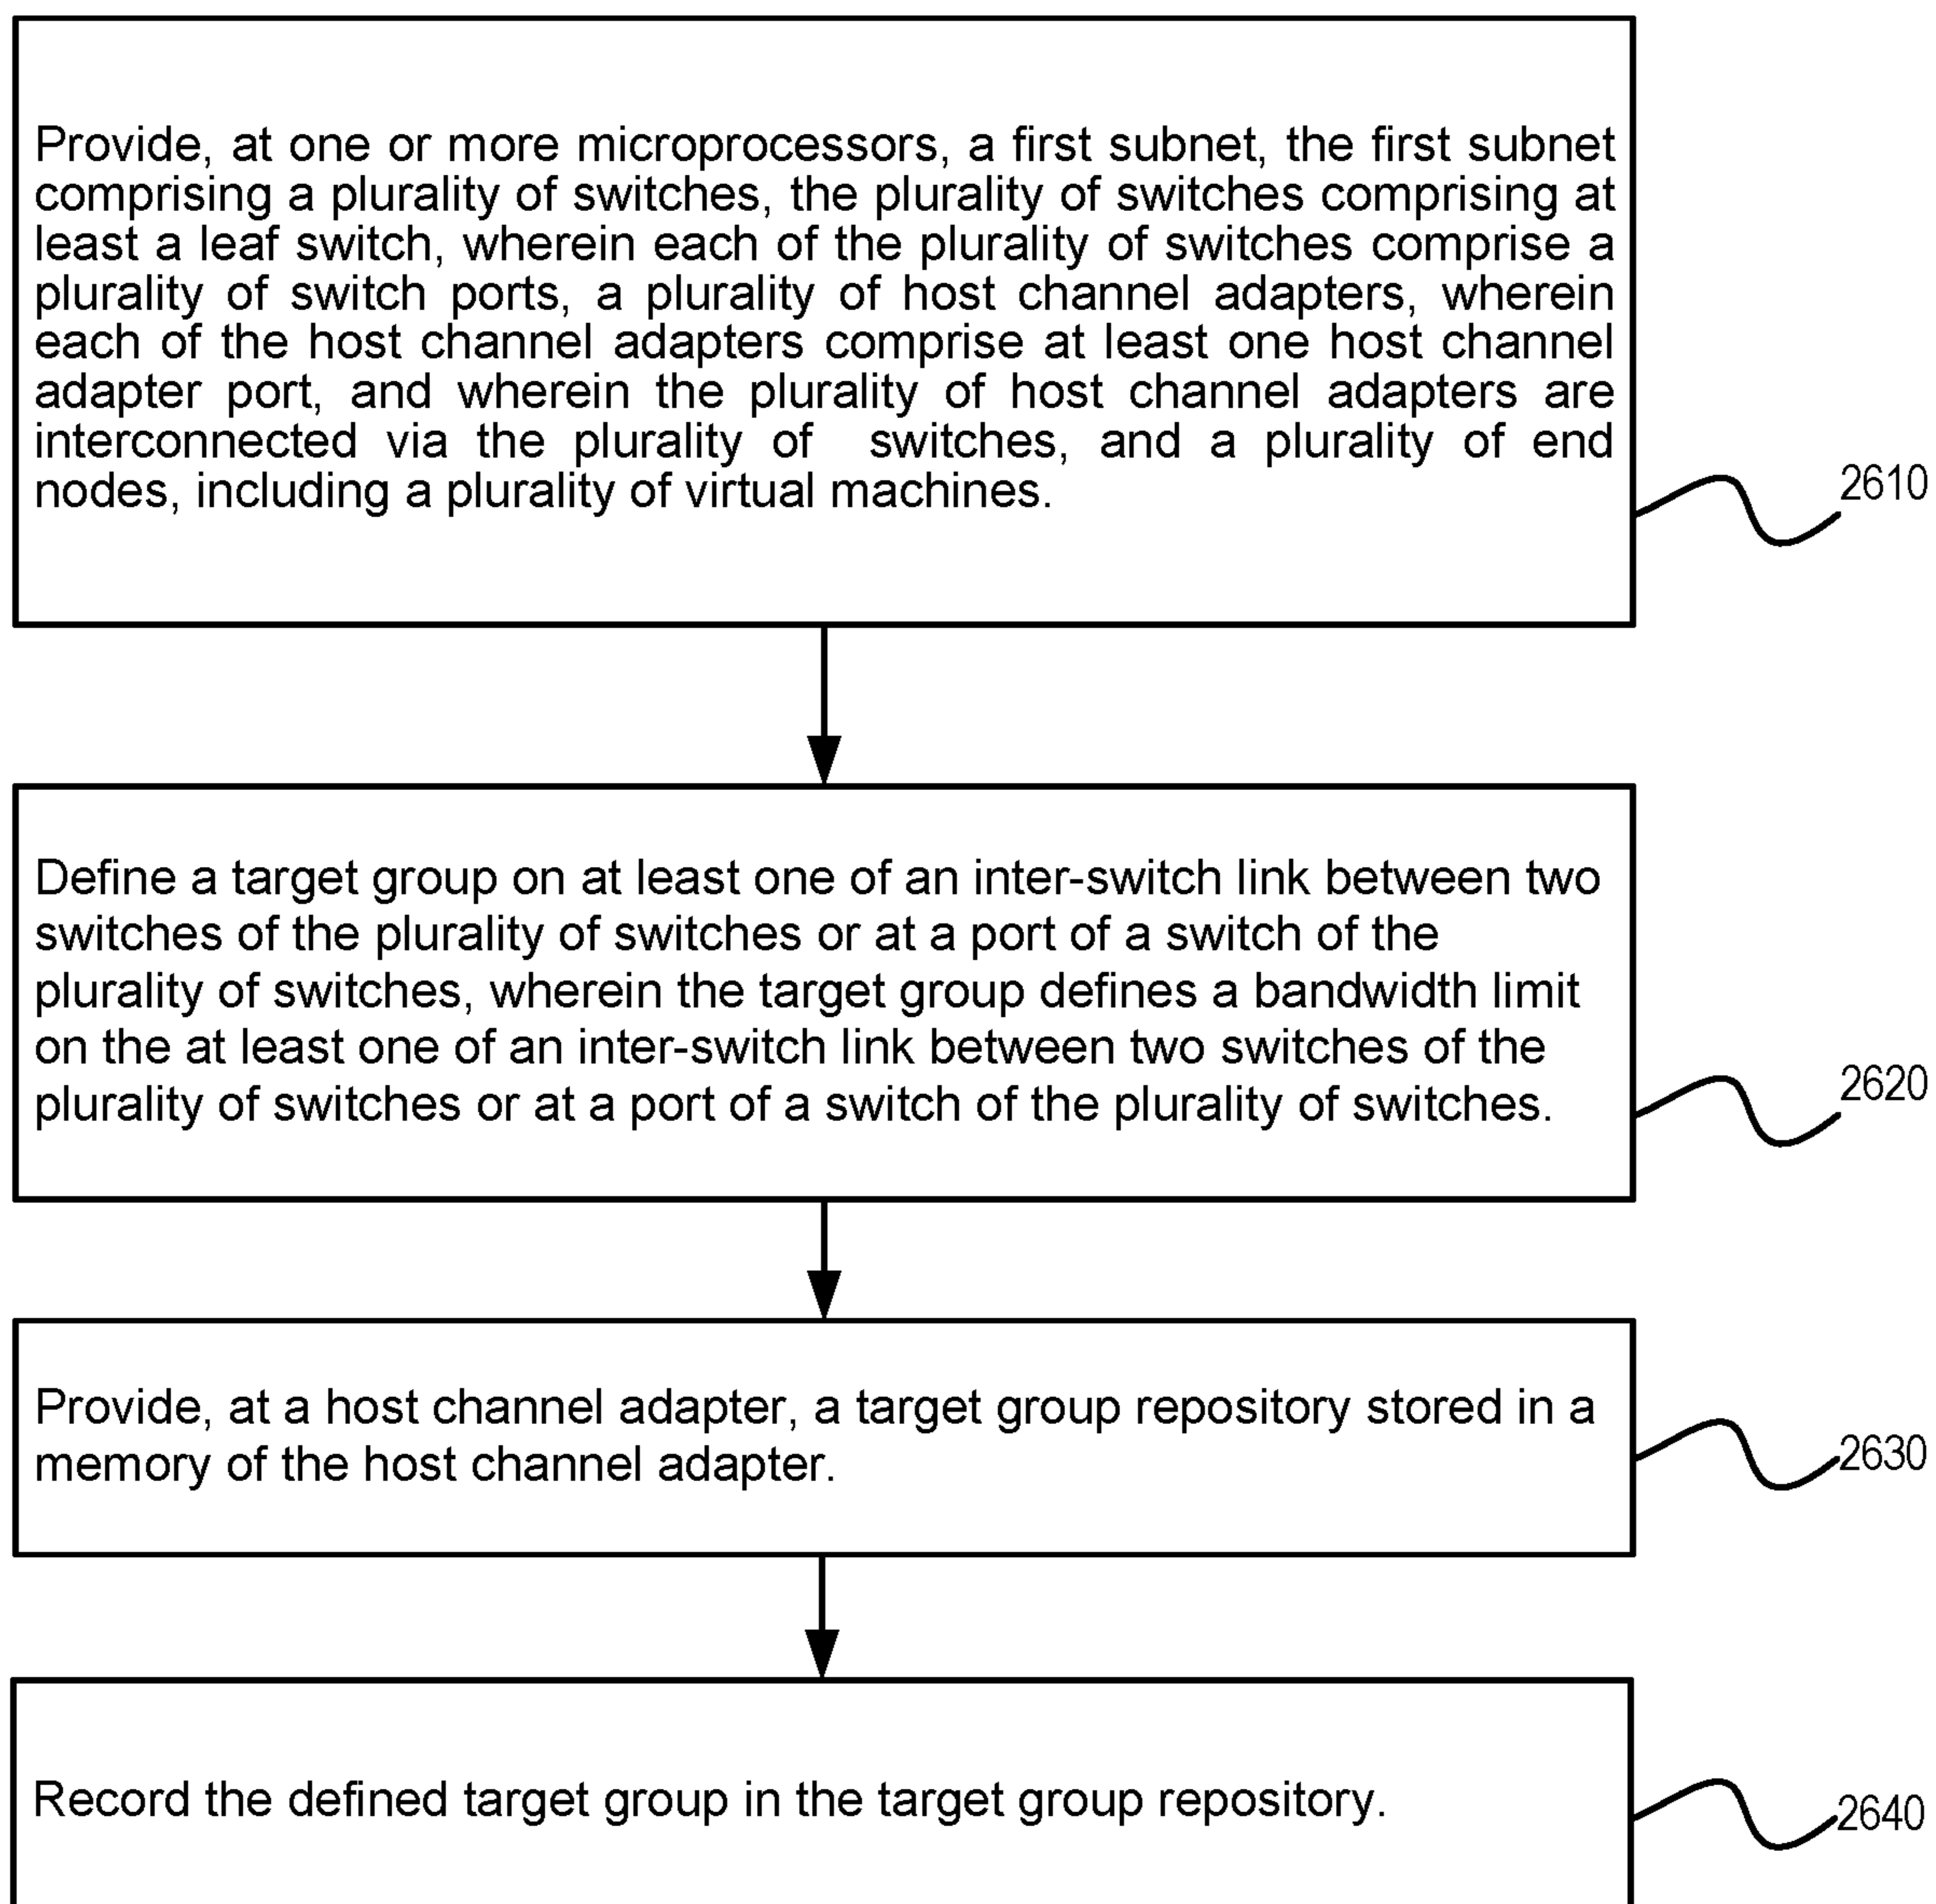 Provide, at one or more microprocessors, a first subnet, the first subnet
comprising a plurality of switches, the plurality of switches comprising at
least a leaf switch, wherein each of the plurality of switches comprise a
plurality of switch ports, a plurality of host channel adapters, wherein
each of the host channel adapters comprise at least one host channel
adapter port, and wherein the plurality of host channel adapters are
interconnected via the plurality of switches, and a plurality of end
nodes, including a plurality of virtual machines.
2610
Define a target group on at least one of an inter-switch link between two
switches of the plurality of switches or at a port of a switch of the
plurality of switches, wherein the target group defines a bandwidth limit
on the at least one of an inter-switch link between two switches of the
plurality of switches or at a port of a switch of the plurality of switches.
2620
Provide, at a host channel adapter, a target group repository stored in a
memory of the host channel adapter.
2630
Record the defined target group in the target group repository.
2640